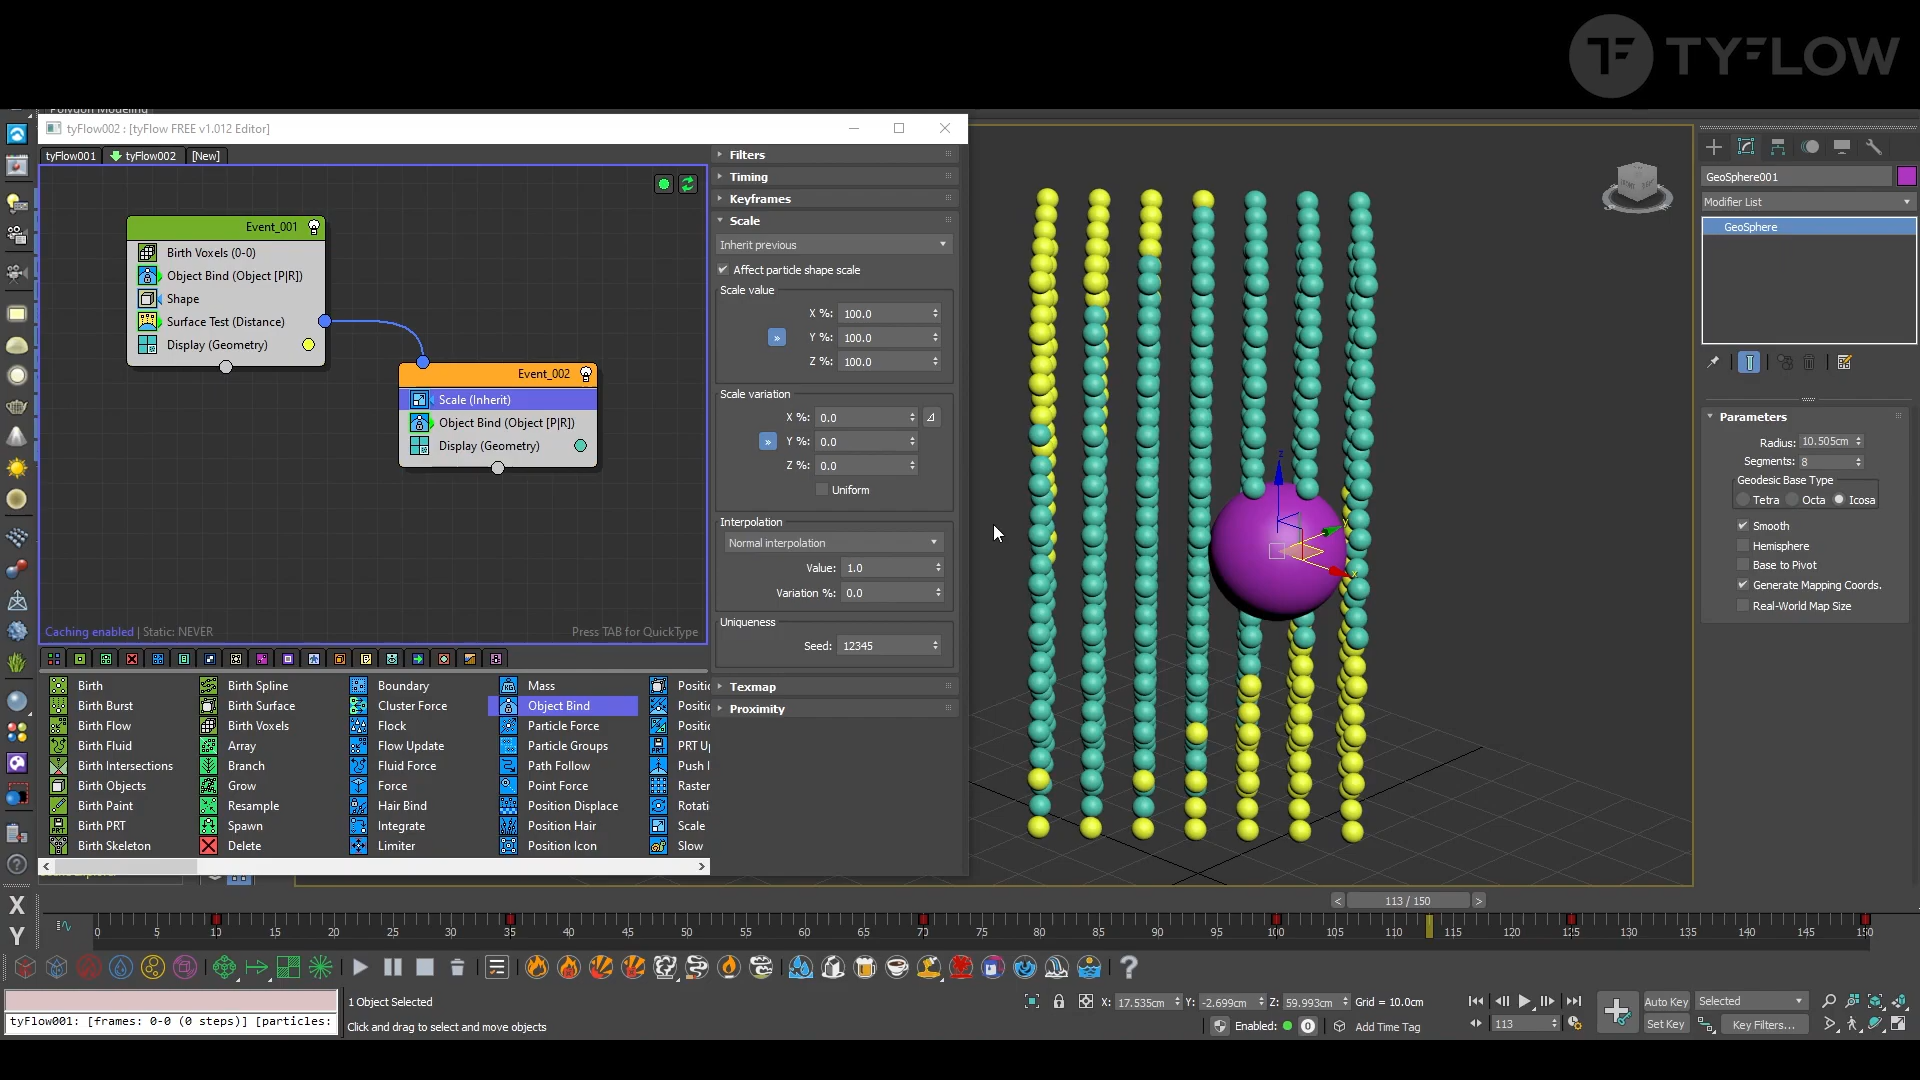 TYFLOW
Polygon Modeling
tyFlow002 : [tyFlow FREE v1.012 Editor]
tyFlow001
tyFlow002
[New]
Event_001
Birth Voxels (0-0)
Object Bind (Object [P|R])
Shape
Surface Test (Distance)
Display (Geometry)
Event_002
Scale (Inherit)
Object Bind (Object [P|R])
Display (Geometry)
Caching enabled | Static: NEVER
Press TAB for QuickType
Filters
Timing
Keyframes
Scale
Inherit previous
Affect particle shape scale
Scale value
X %: 100.0
Y %: 100.0
Z %: 100.0
Scale variation
X %: 0.0
Y %: 0.0
Z %: 0.0
Uniform
Interpolation
Normal interpolation
Value: 1.0
Variation %: 0.0
Uniqueness
Seed: 12345
Texmap
Proximity
Birth
Birth Burst
Birth Flow
Birth Fluid
Birth Intersections
Birth Objects
Birth Paint
Birth PRT
Birth Skeleton
Birth Spline
Birth Surface
Birth Voxels
Array
Branch
Grow
Resample
Spawn
Delete
Boundary
Cluster Force
Flock
Flow Update
Fluid Force
Force
Hair Bind
Integrate
Limiter
Mass
Object Bind
Particle Force
Particle Groups
Path Follow
Point Force
Position Displace
Position Hair
Position Icon
Positi
Positi
Positi
PRT U
Push I
Raster
Rotati
Scale
Slow
z
y
x
GeoSphere001
Modifier List
GeoSphere
Parameters
Radius: 10.505cm
Segments: 8
Geodesic Base Type
Tetra Octa Icosa
Smooth
Hemisphere
Base to Pivot
Generate Mapping Coords.
Real-World Map Size
< 113 / 150 >
X
Y
0 5 10 15 20 25 30 35 40 45 50 55 60 65 70 75 80 85 90 95 100 105 110 115 120 125 130 135 140 145 150
1 Object Selected
tyFlow001: [frames: 0-0 (0 steps)] [particles:
Click and drag to select and move objects
X: 17.535cm Y: -2.699cm Z: 59.993cm Grid = 10.0cm
Enabled: 0 Add Time Tag
113
Auto Key
Selected
Set Key
Key Filters...